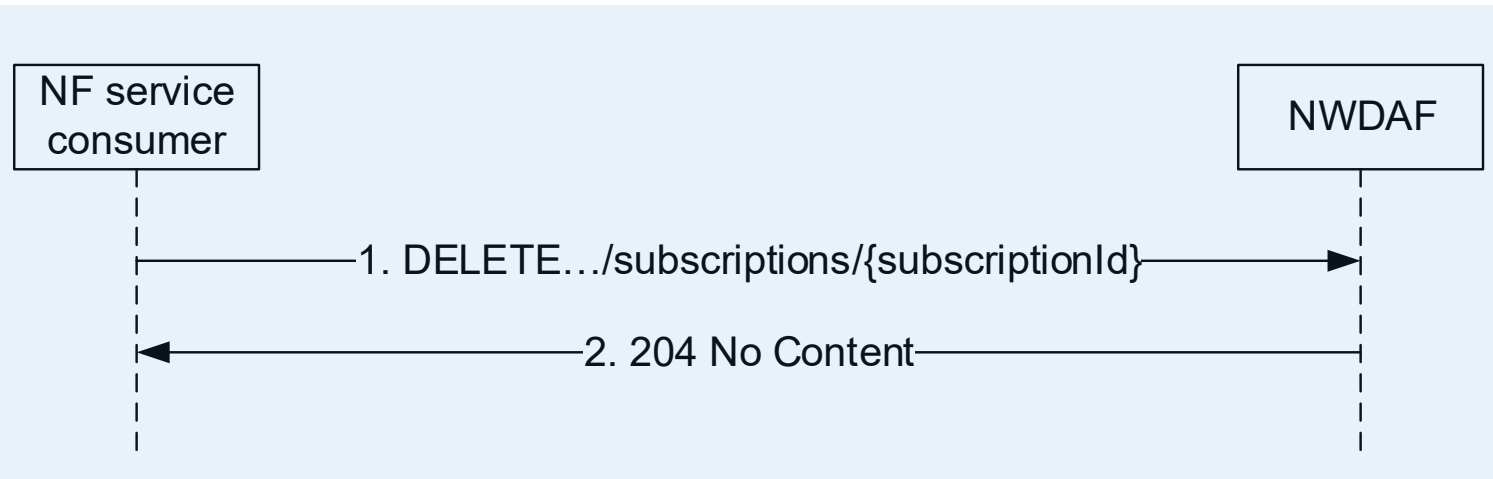 NF service
consumer
NWDAF
1. DELETE…/subscriptions/{subscriptionId}
2. 204 No Content